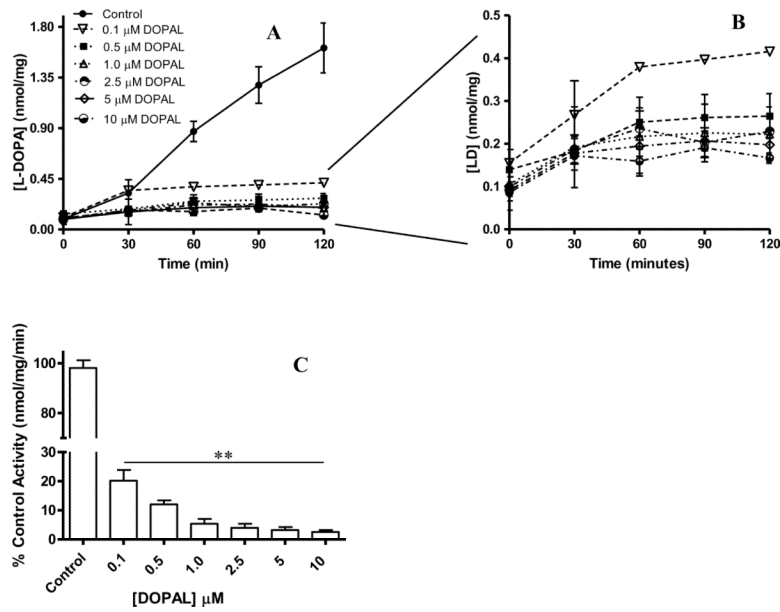 Control
0.1 μM DOPAL
0.5 μM DOPAL
1.0 μM DOPAL
2.5 μM DOPAL
5 μM DOPAL
10 μM DOPAL
A
[L-DOPA] (nmol/mg)
1.80
1.35
0.90
0.45
0.00
0 30 60 90 120
Time (min)
B
[LD] (nmol/mg)
0.5
0.4
0.3
0.2
0.1
0.0
0 30 60 90 120
Time (minutes)
C
% Control Activity (nmol/mg/min)
100
80
30
20
10
0
**
Control 0.1 0.5 1.0 2.5 5 10
[DOPAL] μM